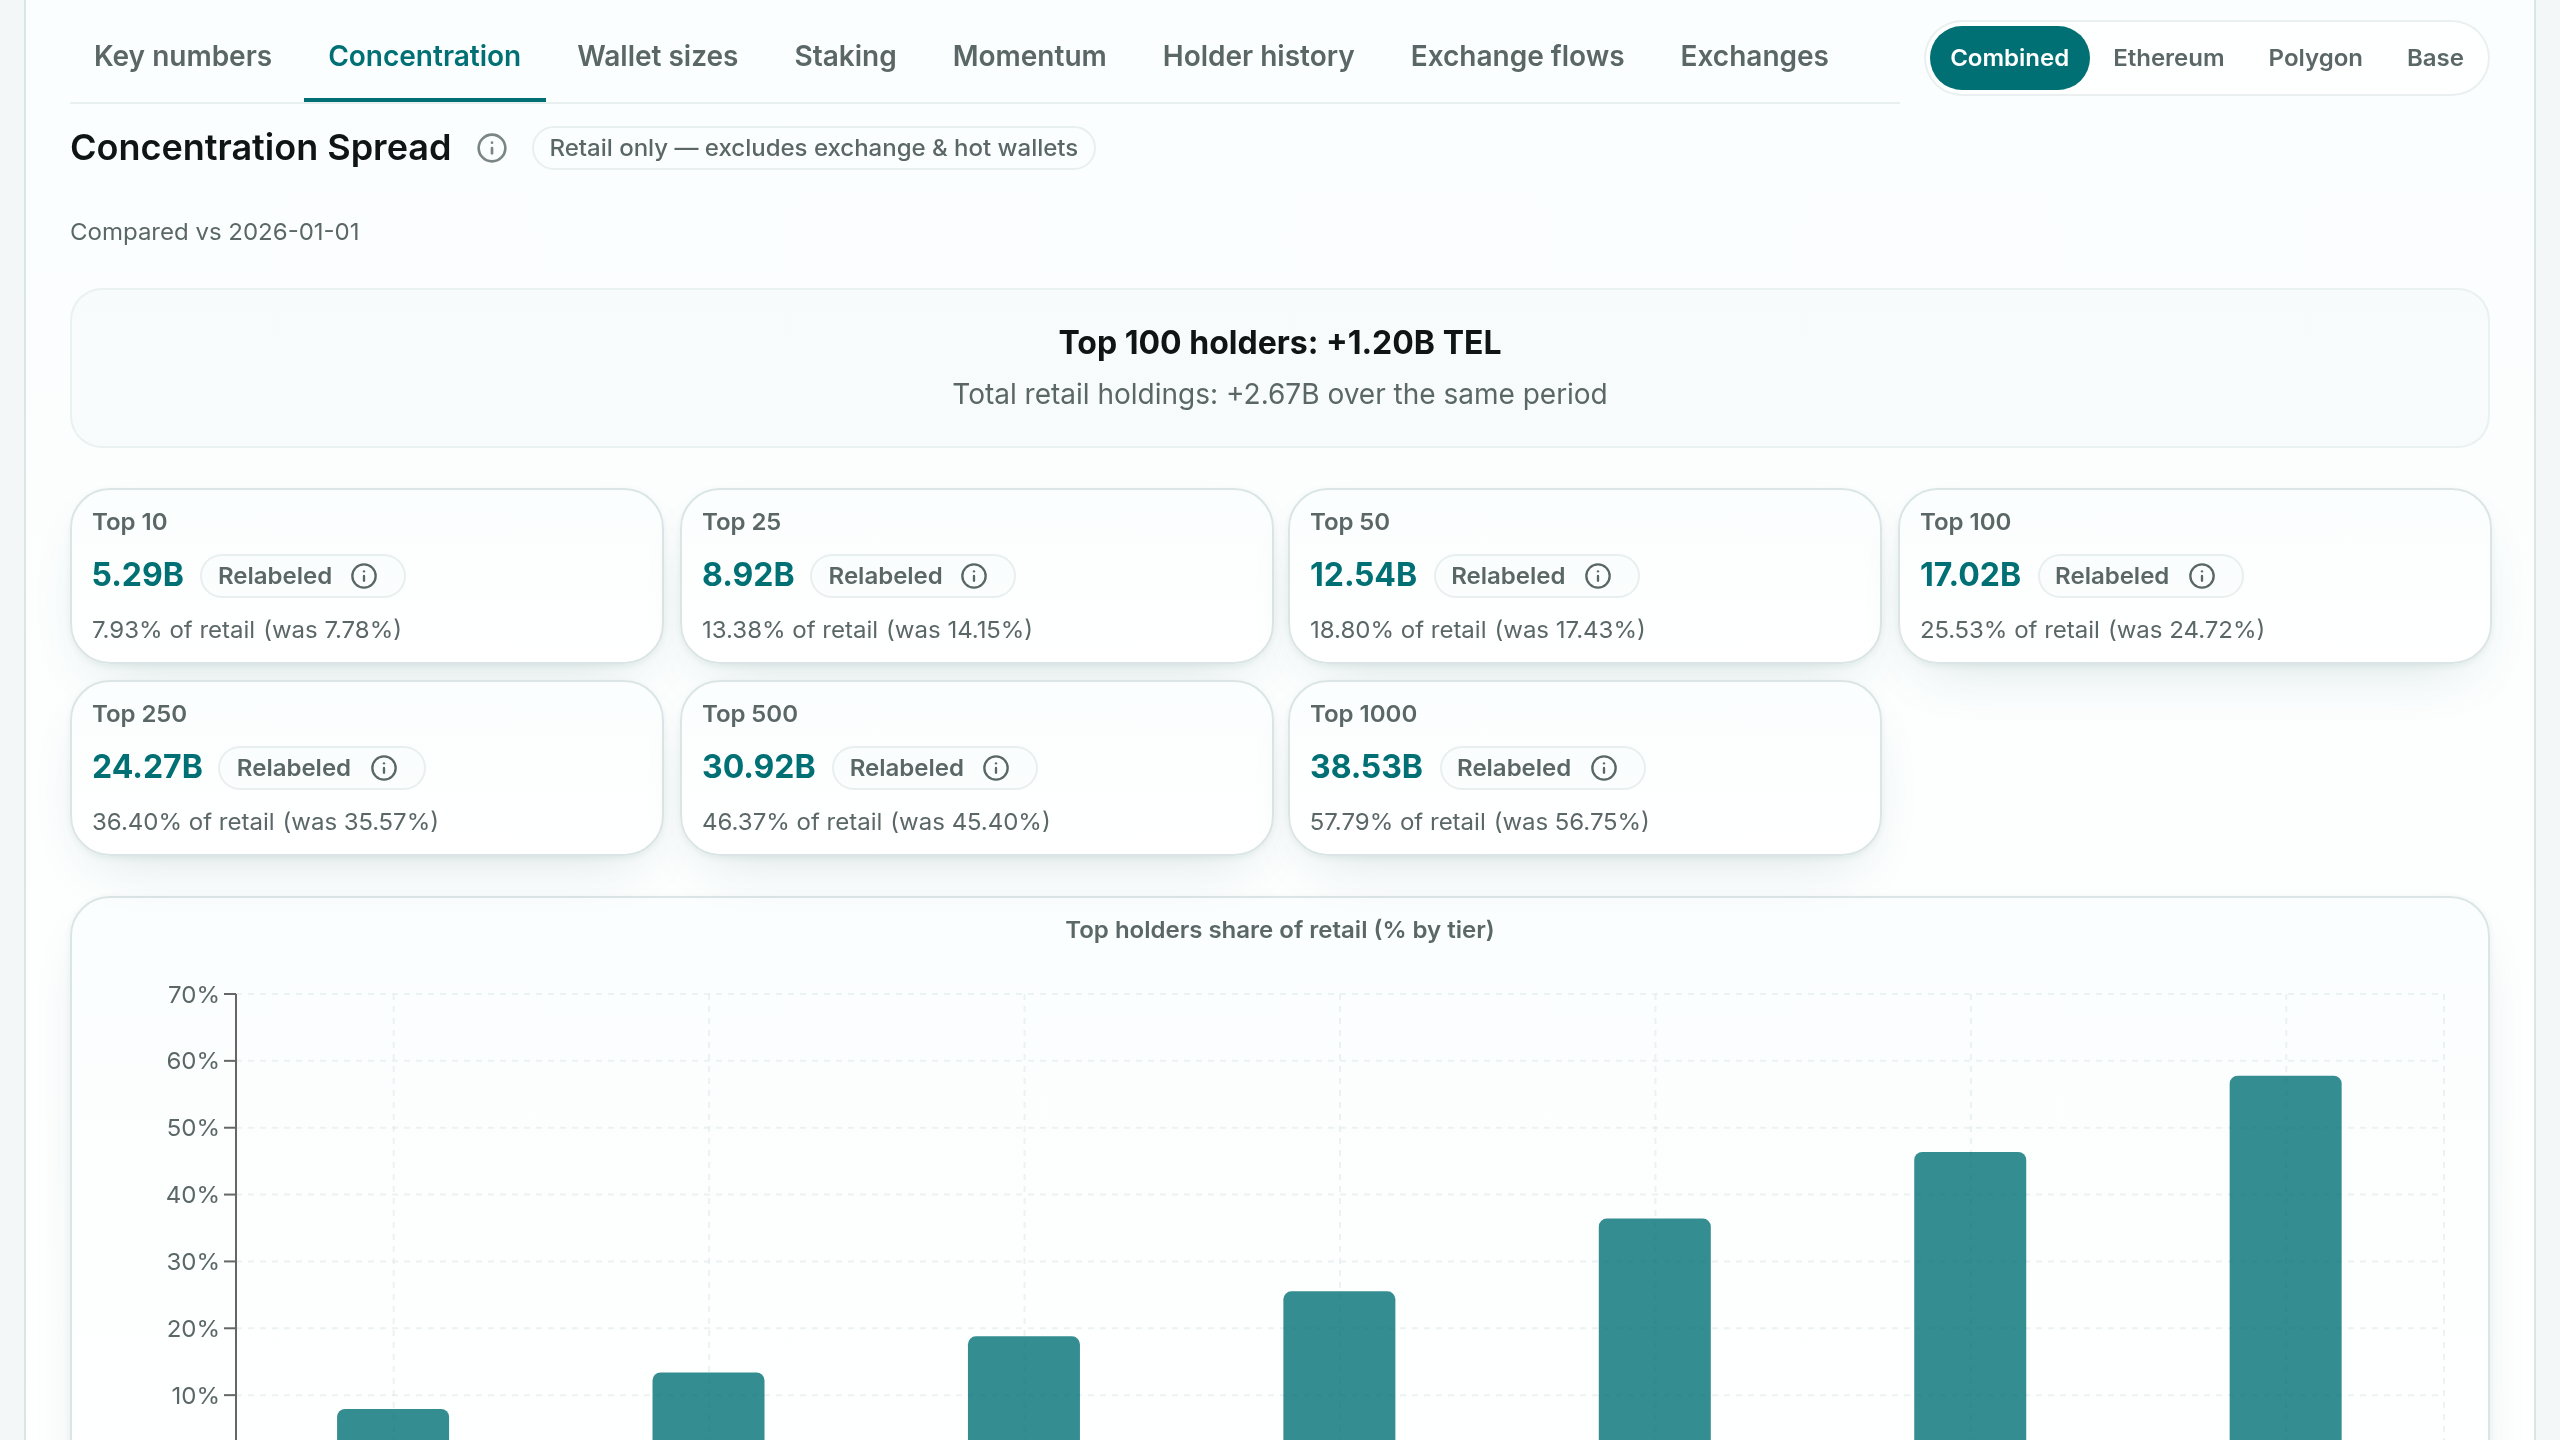 Key numbers Concentration Wallet sizes Staking Momentum Holder history Exchange flows Exchanges Combined Ethereum Polygon Base
Concentration Spread Retail only — excludes exchange & hot wallets
Compared vs 2026-01-01
Top 100 holders: +1.20B TEL
Total retail holdings: +2.67B over the same period
Top 10
5.29B Relabeled
7.93% of retail (was 7.78%)
Top 25
8.92B Relabeled
13.38% of retail (was 14.15%)
Top 50
12.54B Relabeled
18.80% of retail (was 17.43%)
Top 100
17.02B Relabeled
25.53% of retail (was 24.72%)
Top 250
24.27B Relabeled
36.40% of retail (was 35.57%)
Top 500
30.92B Relabeled
46.37% of retail (was 45.40%)
Top 1000
38.53B Relabeled
57.79% of retail (was 56.75%)
Top holders share of retail (% by tier)
70%
60%
50%
40%
30%
20%
10%